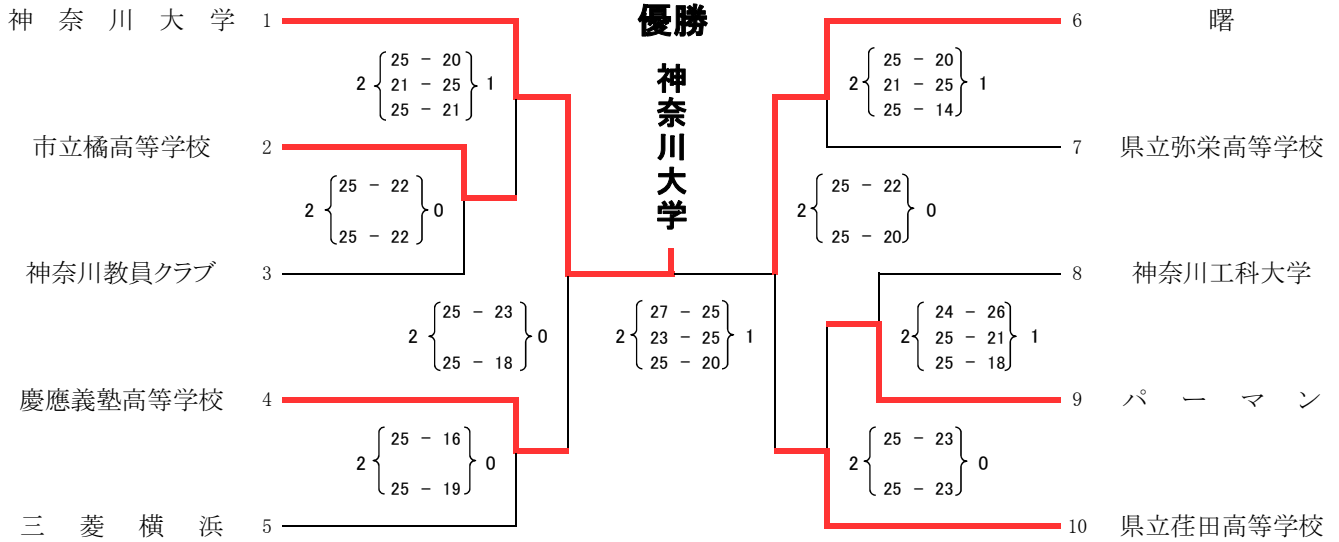 優勝
神奈川大学
神奈川大学 1
2 25 － 20 1
21 － 25
25 － 21
市立橘高等学校 2
2 25 － 22 0
25 － 22
神奈川教員クラブ 3
2 25 － 23 0
25 － 18
慶應義塾高等学校 4
2 25 － 16 0
25 － 19
三菱横浜 5
2 27 － 25 1
23 － 25
25 － 20
6 曙
2 25 － 20 1
21 － 25
25 － 14
7 県立弥栄高等学校
2 25 － 22 0
25 － 20
8 神奈川工科大学
2 24 － 26 1
25 － 21
25 － 18
9 パーマン
2 25 － 23 0
25 － 23
10 県立荏田高等学校